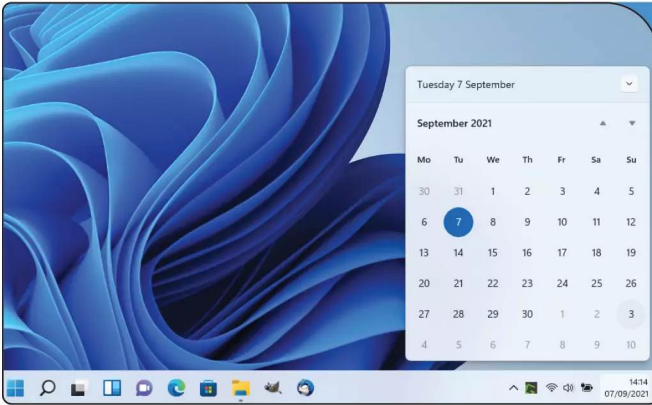 Tuesday 7 September
September 2021
Mo Tu We Th Fr Sa Su
30 31 1 2 3 4 5
6 7 8 9 10 11 12
13 14 15 16 17 18 19
20 21 22 23 24 25 26
27 28 29 30 1 2 3
4 5 6 7 8 9 10
14:14
07/09/2021